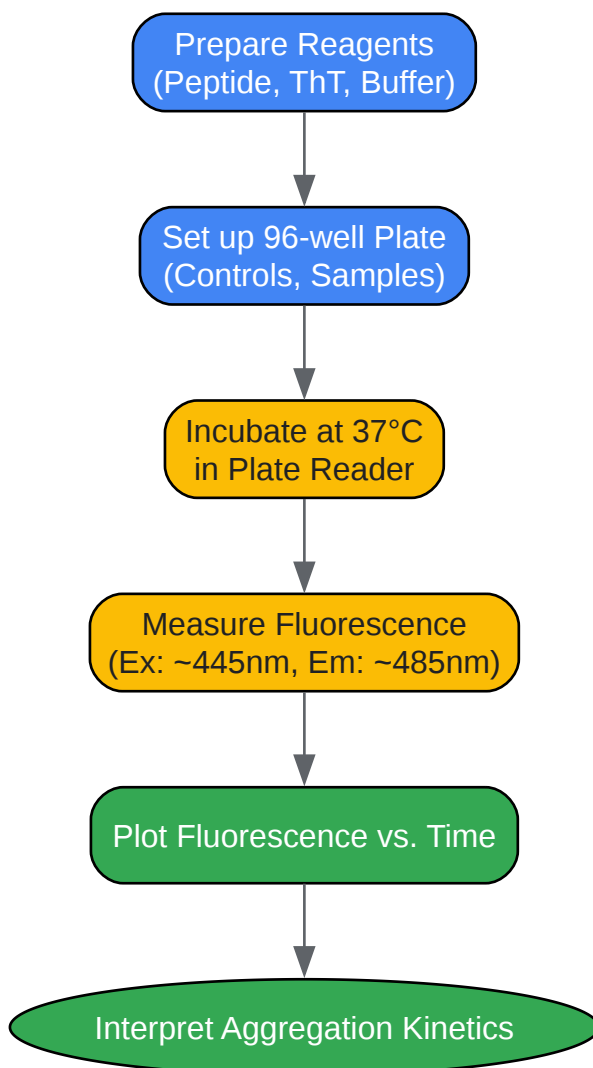 Prepare Reagents
(Peptide, ThT, Buffer)
Set up 96-well Plate
(Controls, Samples)
Incubate at 37°C
in Plate Reader
Measure Fluorescence
(Ex: ~445nm, Em: ~485nm)
Plot Fluorescence vs. Time
Interpret Aggregation Kinetics